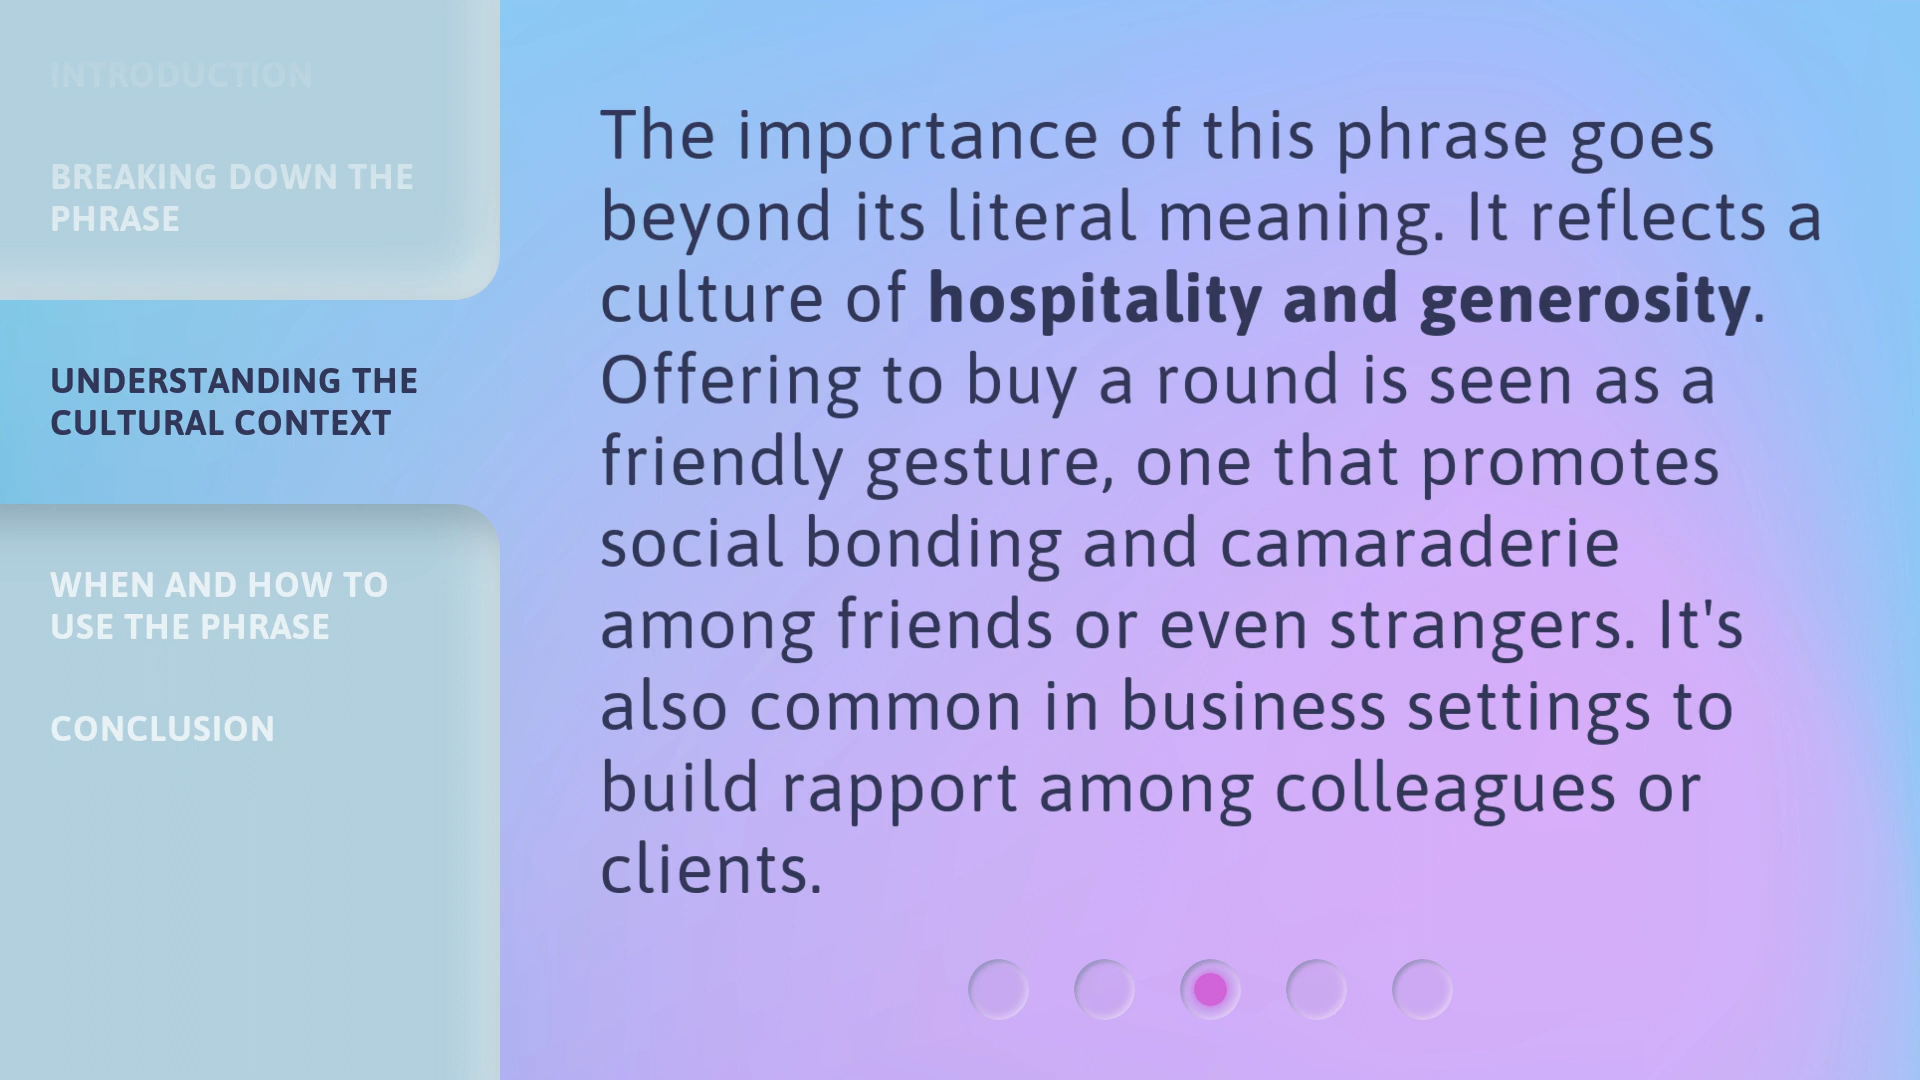 INTRODUCTION
BREAKING DOWN THE
PHRASE
UNDERSTANDING THE
CULTURAL CONTEXT
WHEN AND HOW TO
USE THE PHRASE
CONCLUSION
The importance of this phrase goes
beyond its literal meaning. It reflects a
culture of hospitality and generosity.
Offering to buy a round is seen as a
friendly gesture, one that promotes
social bonding and camaraderie
among friends or even strangers. It's
also common in business settings to
build rapport among colleagues or
clients.